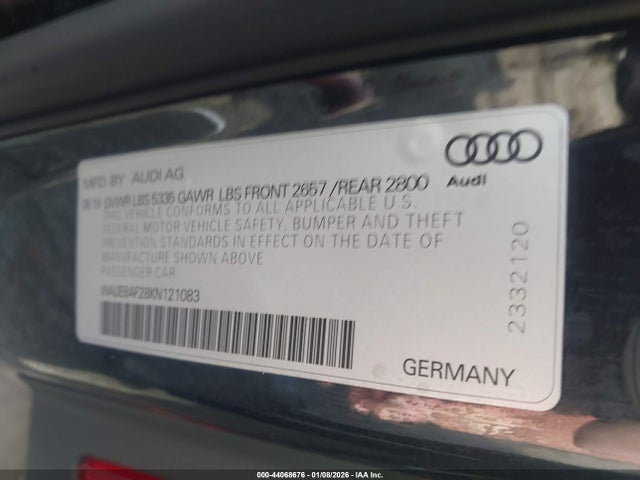 MFD BY AUDI AG
05 19 GVWR LBS 5335 GAWR LBS FRONT 2657 /REAR 2800
THIS VEHICLE CONFORMS TO ALL APPLICABLE U.S.
FEDERAL MOTOR VEHICLE SAFETY, BUMPER AND THEFT
PREVENTION STANDARDS IN EFFECT ON THE DATE OF
MANUFACTURE SHOWN ABOVE
PASSENGER CAR
WAUEBAF28KN121083
Audi
2332120
GERMANY
000-44068676 | 01/08/2026 | IAA Inc.